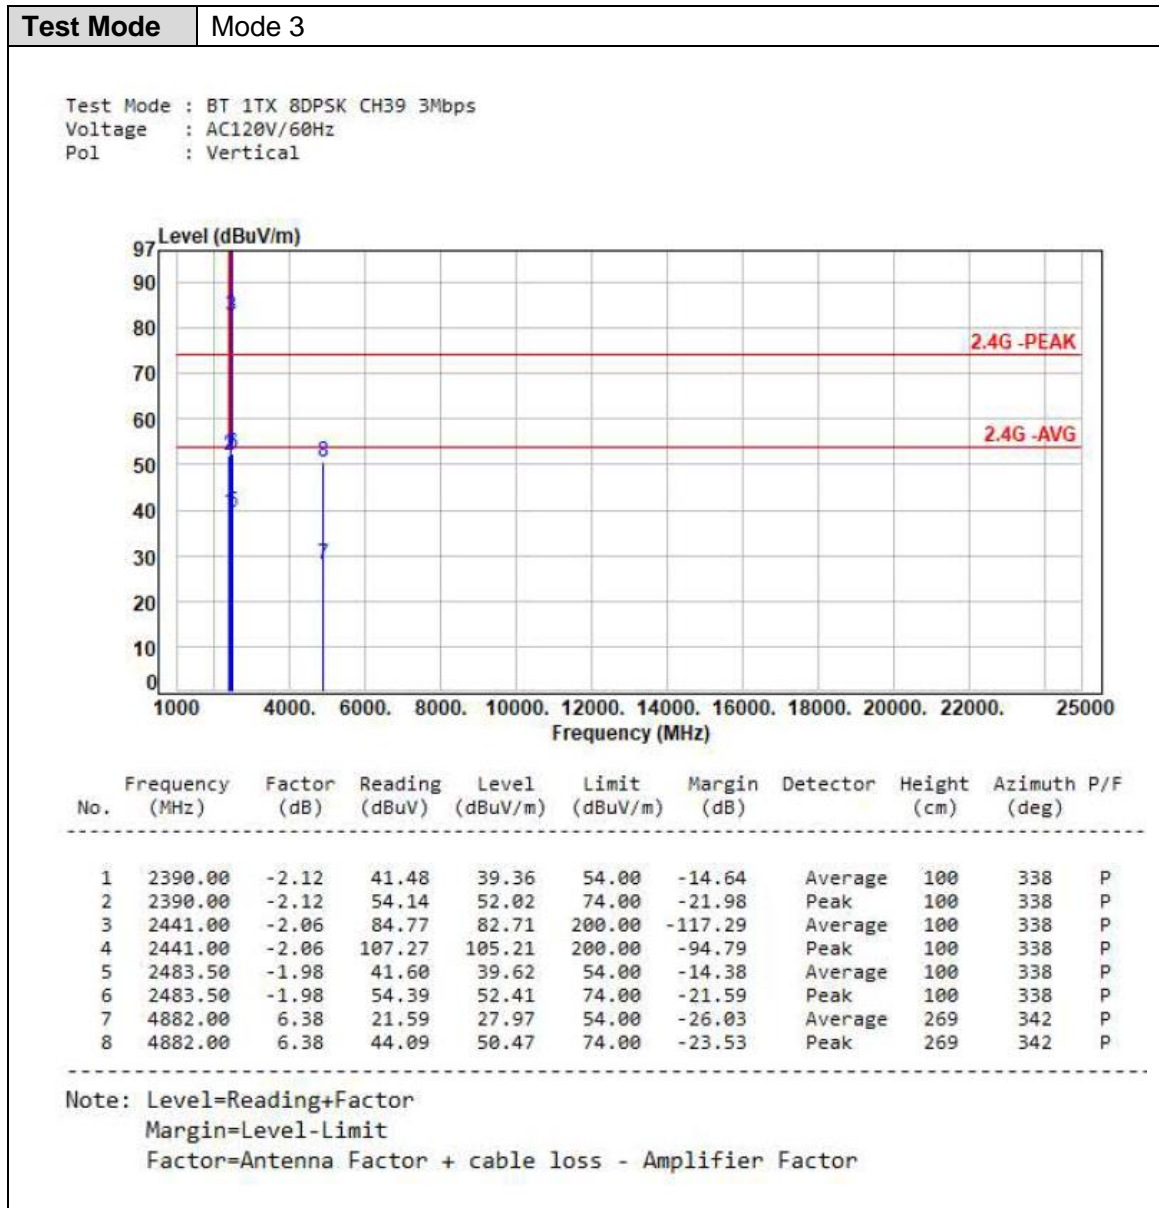 Test Mode Mode 3
Test Mode : BT 1TX 8DPSK CH39 3Mbps
Voltage : AC120V/60Hz
Pol : Vertical
Level (dBuV/m)
97
90
3
80
2.4G -PEAK
70
60
2.4G -AVG
8
50
5
40
7
30
20
10
0
1000 4000. 6000. 8000. 10000. 12000. 14000. 16000. 18000. 20000. 22000. 25000
Frequency (MHz)
Frequency Factor Reading Level Limit Margin Detector Height Azimuth P/F
No. (MHz) (dB) (dBuV) (dBuV/m) (dBuV/m) (dB) (cm) (deg)
1 2390.00 -2.12 41.48 39.36 54.00 -14.64 Average 100 338 P
2 2390.00 -2.12 54.14 52.02 74.00 -21.98 Peak 100 338 P
3 2441.00 -2.06 84.77 82.71 200.00 -117.29 Average 100 338 P
4 2441.00 -2.06 107.27 105.21 200.00 -94.79 Peak 100 338 P
5 2483.50 -1.98 41.60 39.62 54.00 -14.38 Average 100 338 P
6 2483.50 -1.98 54.39 52.41 74.00 -21.59 Peak 100 338 P
7 4882.00 6.38 21.59 27.97 54.00 -26.03 Average 269 342 P
8 4882.00 6.38 44.09 50.47 74.00 -23.53 Peak 269 342 P
Note: Level=Reading+Factor
Margin=Level-Limit
Factor=Antenna Factor + cable loss - Amplifier Factor